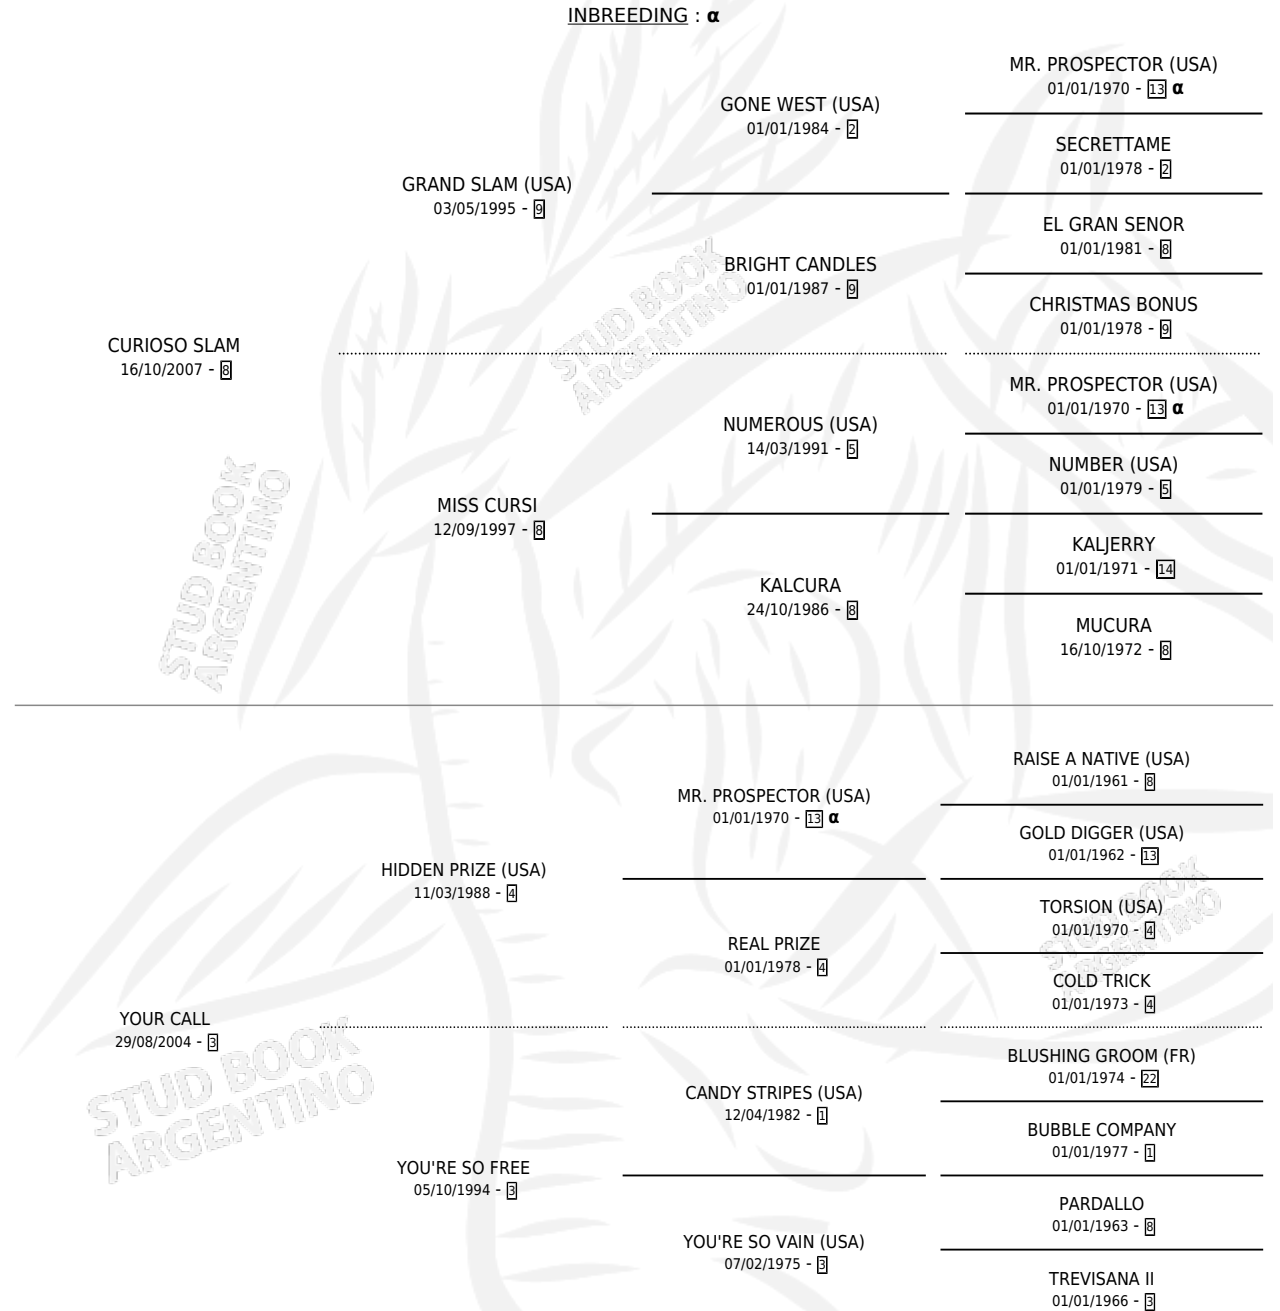 INBREEDING : α
MR. PROSPECTOR (USA)
01/01/1970 - 13 α
GONE WEST (USA)
01/01/1984 - 2
SECRETTAME
01/01/1978 - 2
GRAND SLAM (USA)
03/05/1995 - 9
EL GRAN SENOR
01/01/1981 - 8
BRIGHT CANDLES
01/01/1987 - 9
CHRISTMAS BONUS
01/01/1978 - 9
CURIOSO SLAM
16/10/2007 - 8
MR. PROSPECTOR (USA)
01/01/1970 - 13 α
NUMEROUS (USA)
14/03/1991 - 5
NUMBER (USA)
01/01/1979 - 5
MISS CURSI
12/09/1997 - 8
KALJERRY
01/01/1971 - 14
KALCURA
24/10/1986 - 8
MUCURA
16/10/1972 - 8
RAISE A NATIVE (USA)
01/01/1961 - 8
MR. PROSPECTOR (USA)
01/01/1970 - 13 α
GOLD DIGGER (USA)
01/01/1962 - 13
HIDDEN PRIZE (USA)
11/03/1988 - 4
TORSION (USA)
01/01/1970 - 4
REAL PRIZE
01/01/1978 - 4
COLD TRICK
01/01/1973 - 4
YOUR CALL
29/08/2004 - 3
BLUSHING GROOM (FR)
01/01/1974 - 22
CANDY STRIPES (USA)
12/04/1982 - 1
BUBBLE COMPANY
01/01/1977 - 1
YOU'RE SO FREE
05/10/1994 - 3
PARDALLO
01/01/1963 - 8
YOU'RE SO VAIN (USA)
07/02/1975 - 3
TREVISANA II
01/01/1966 - 3
STUD BOOK
ARGENTINO
STUD BOOK
ARGENTINO
STUD BOOK
ARGENTINO
STUD BOOK
ARGENTINO